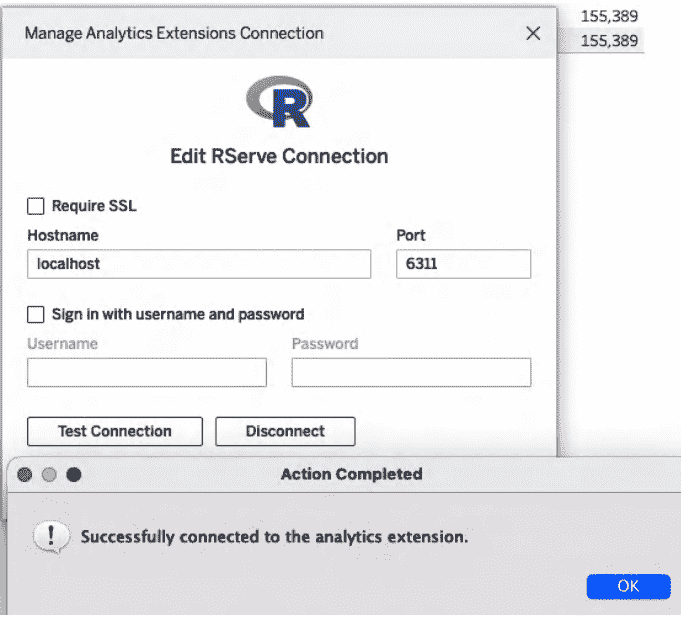 155,389
Manage Analytics Extensions Connection
155,389
R
Edit RServe Connection
Require SSL
Hostname Port
localhost 6311
Sign in with username and password
Username Password
Test Connection Disconnect
Action Completed
! Successfully connected to the analytics extension.
OK